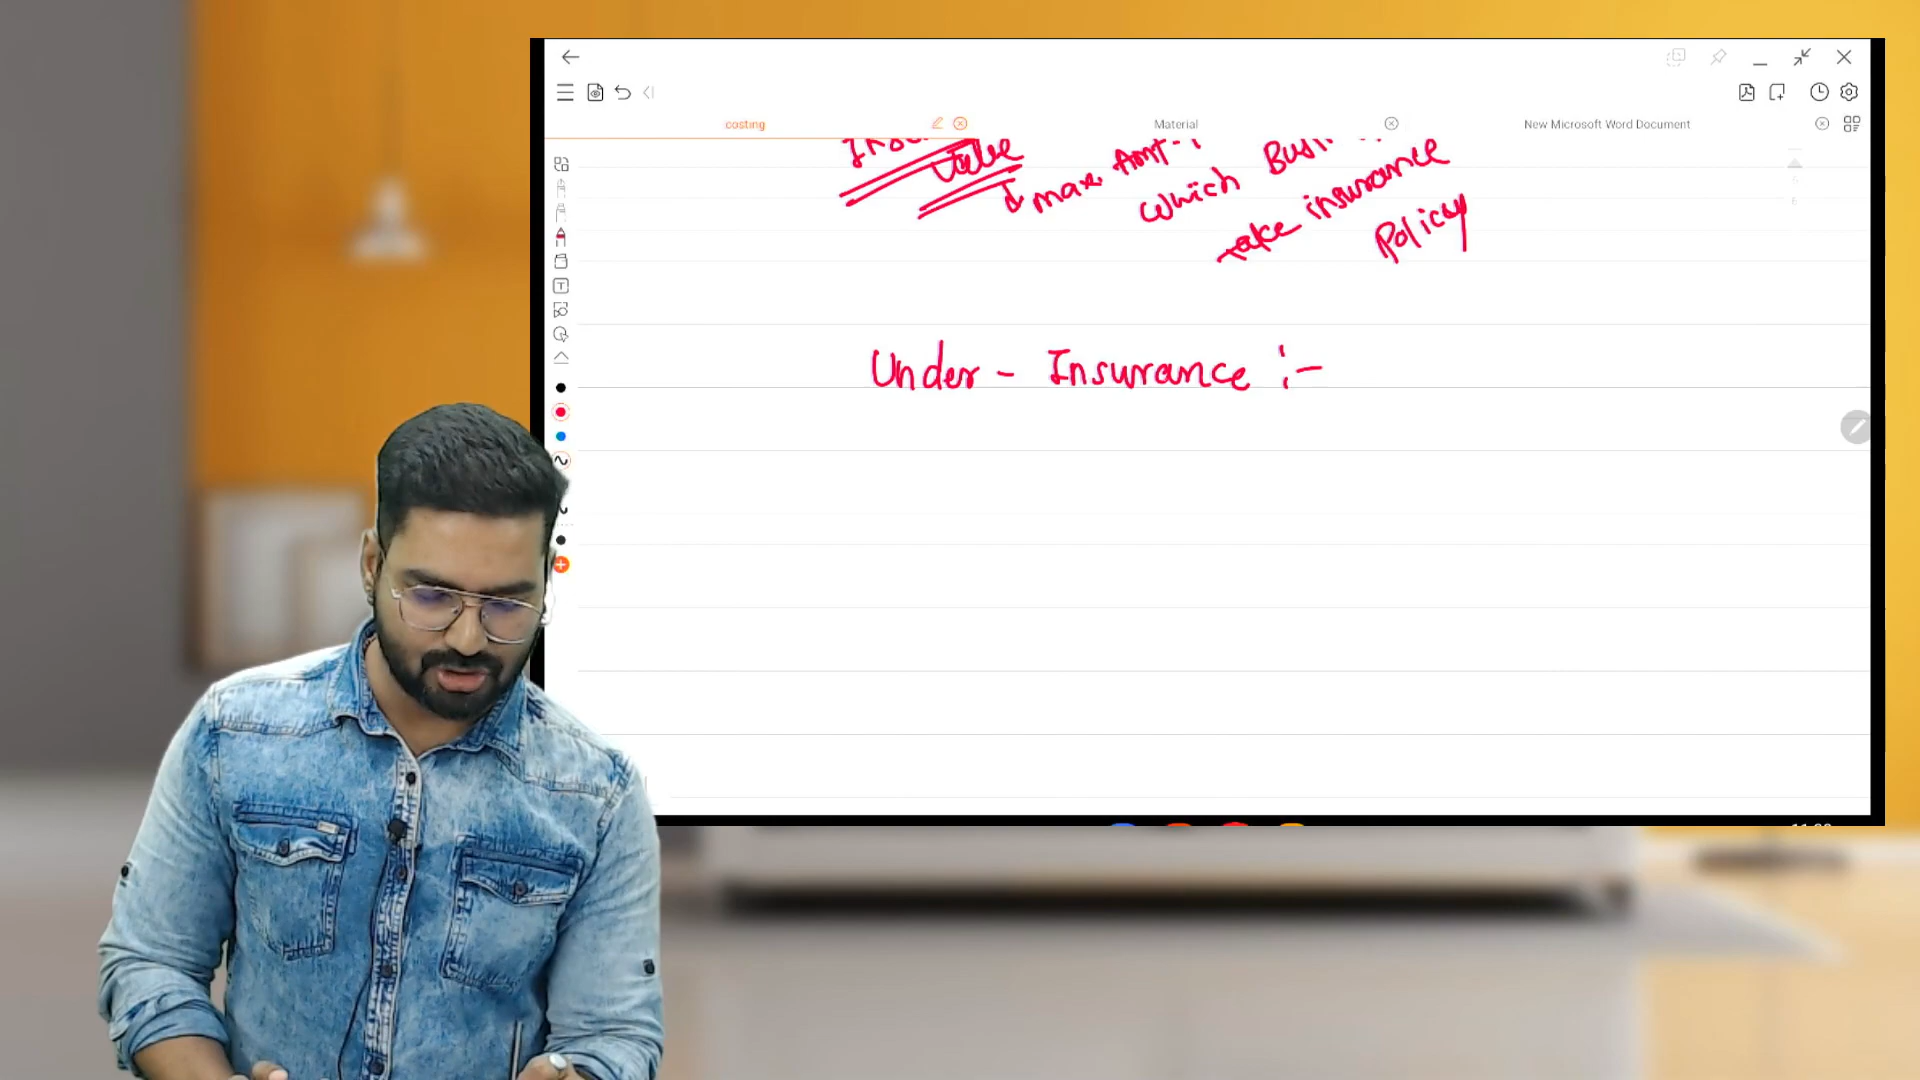 costing
Material
New Microsoft Word Document
Value
max. Amt.
which
take insurance
Policy
Under - Insurance :-